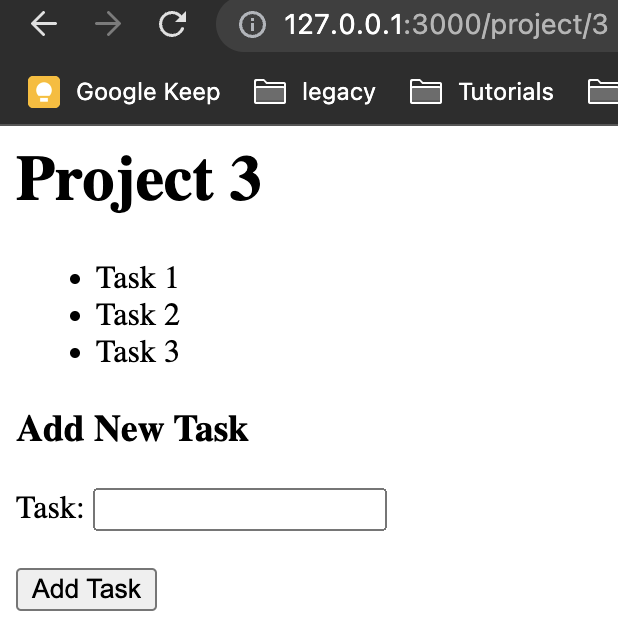 127.0.0.1:3000/project/3
Google Keep legacy Tutorials
Project 3
• Task 1
• Task 2
• Task 3
Add New Task
Task:
Add Task